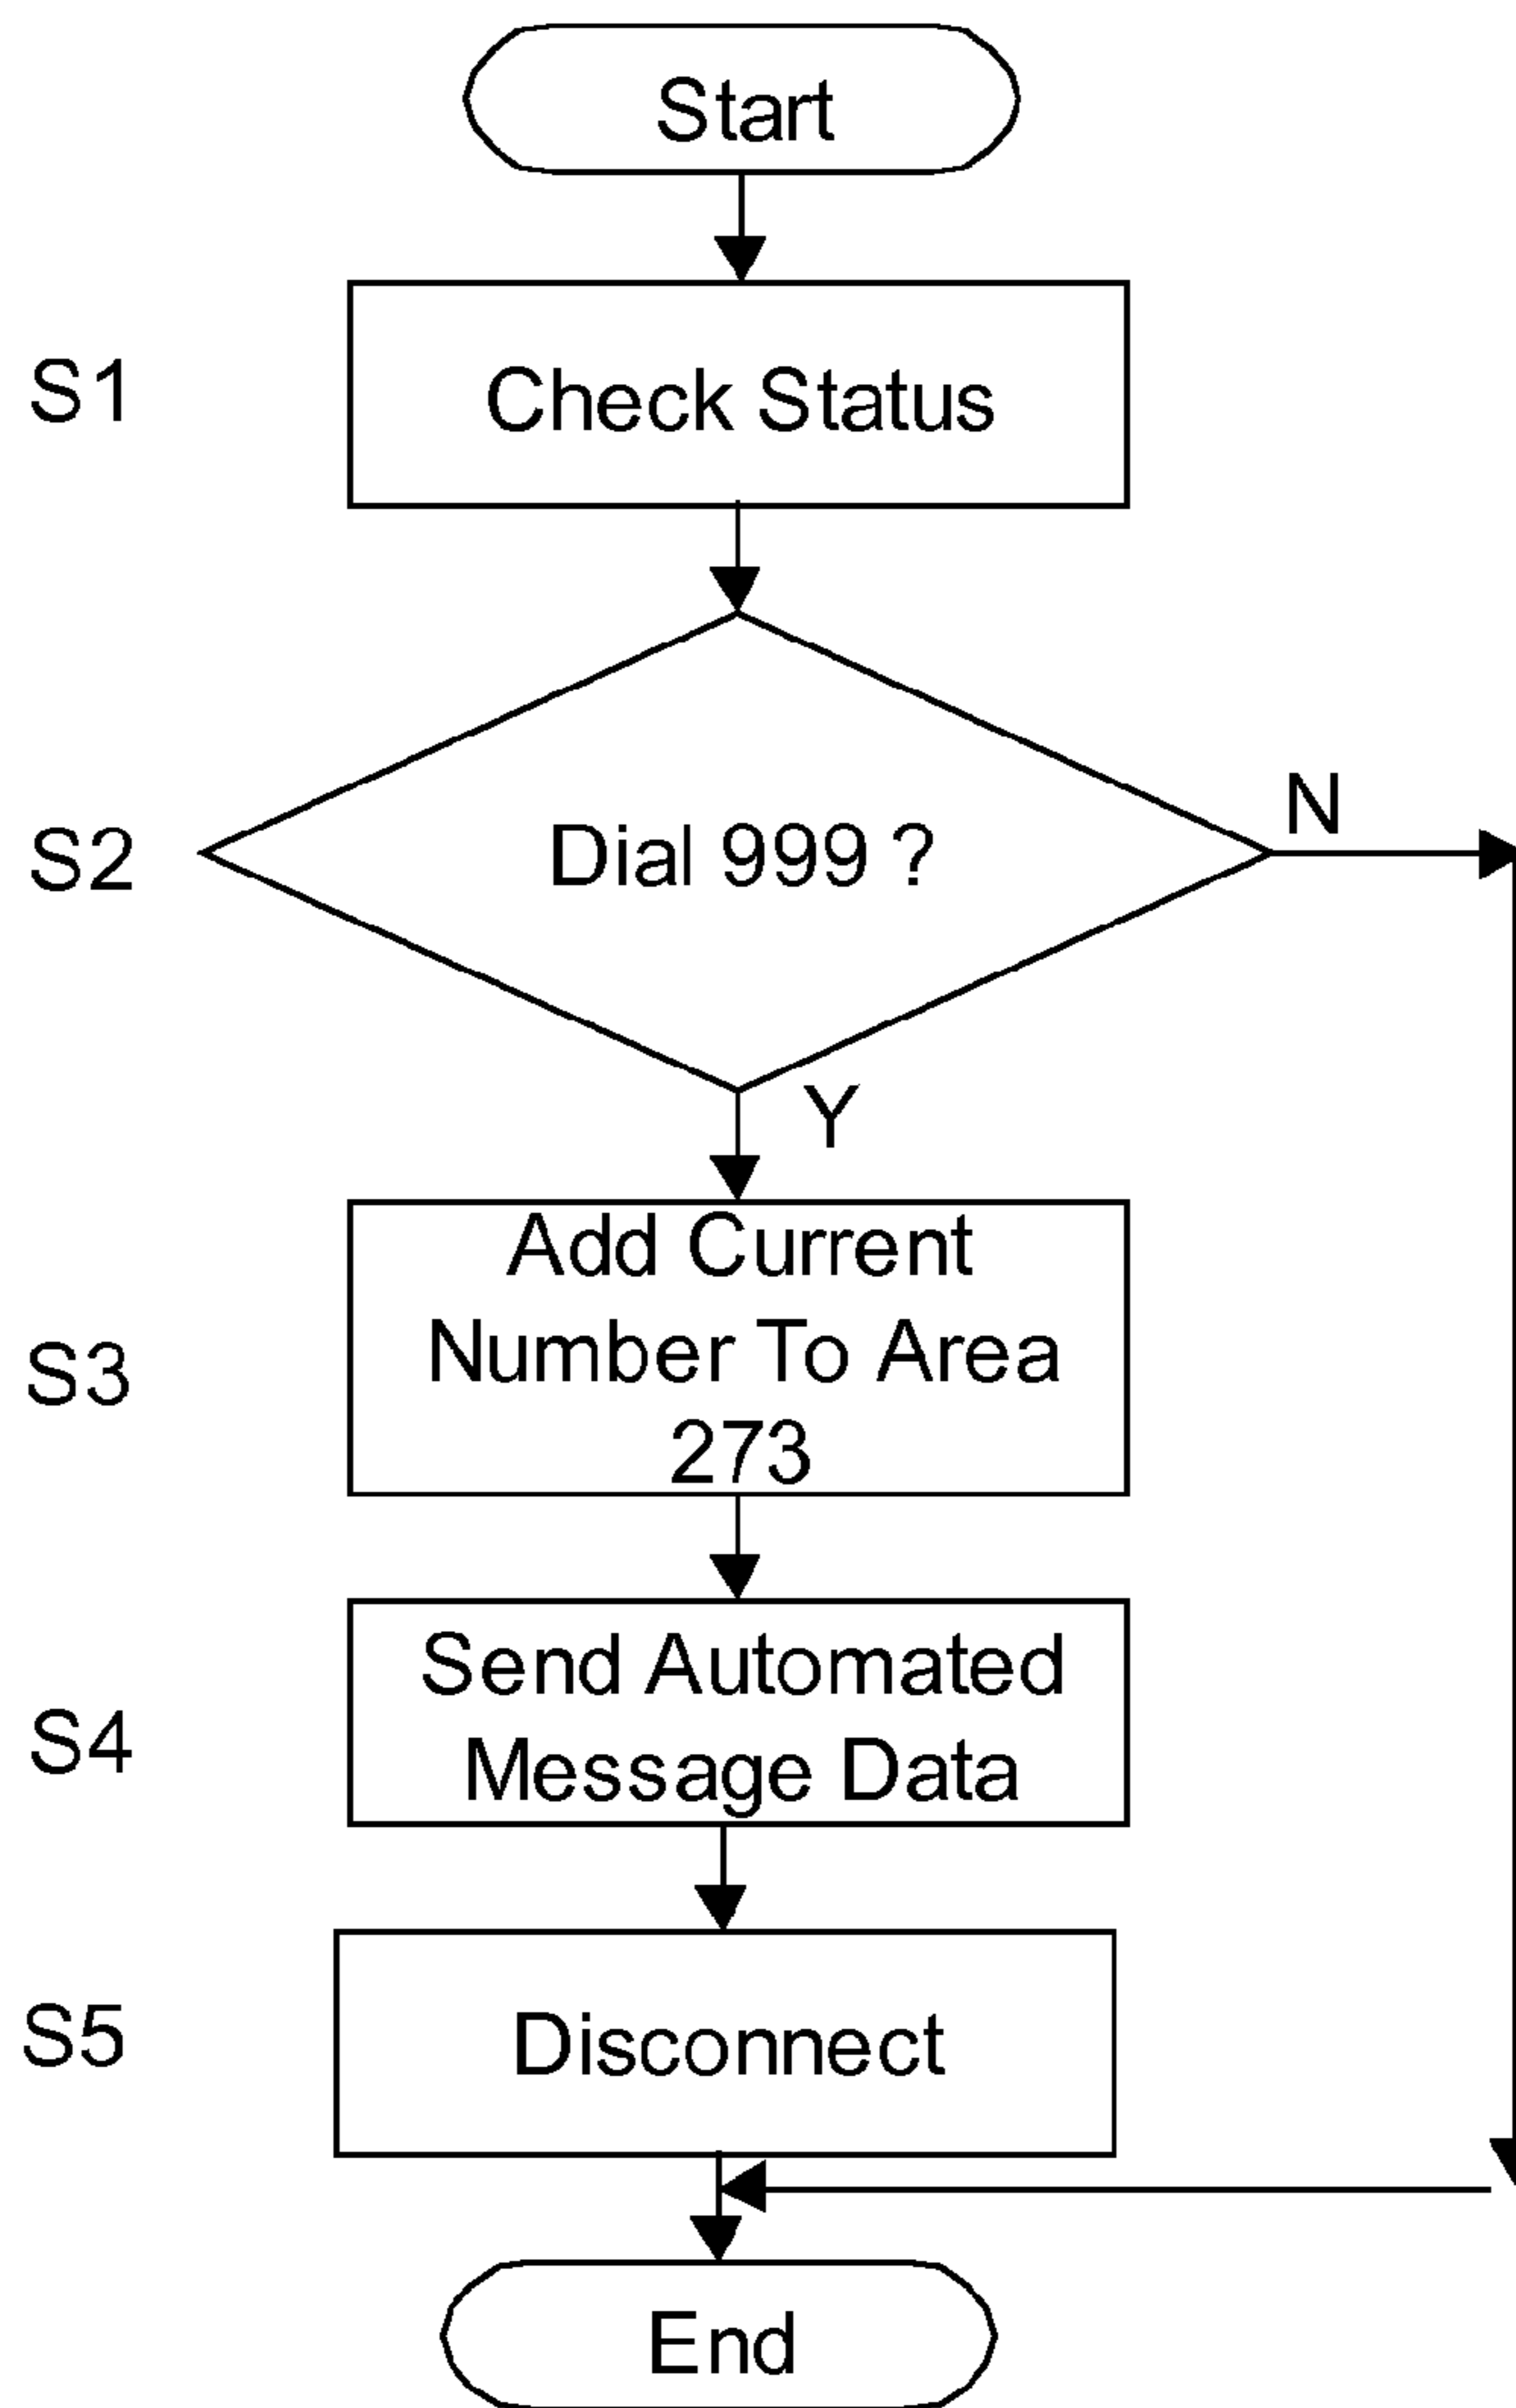 Start
S1
Check Status
S2
Dial 999 ?
N
Y
S3
Add Current
Number To Area
273
S4
Send Automated
Message Data
S5
Disconnect
End